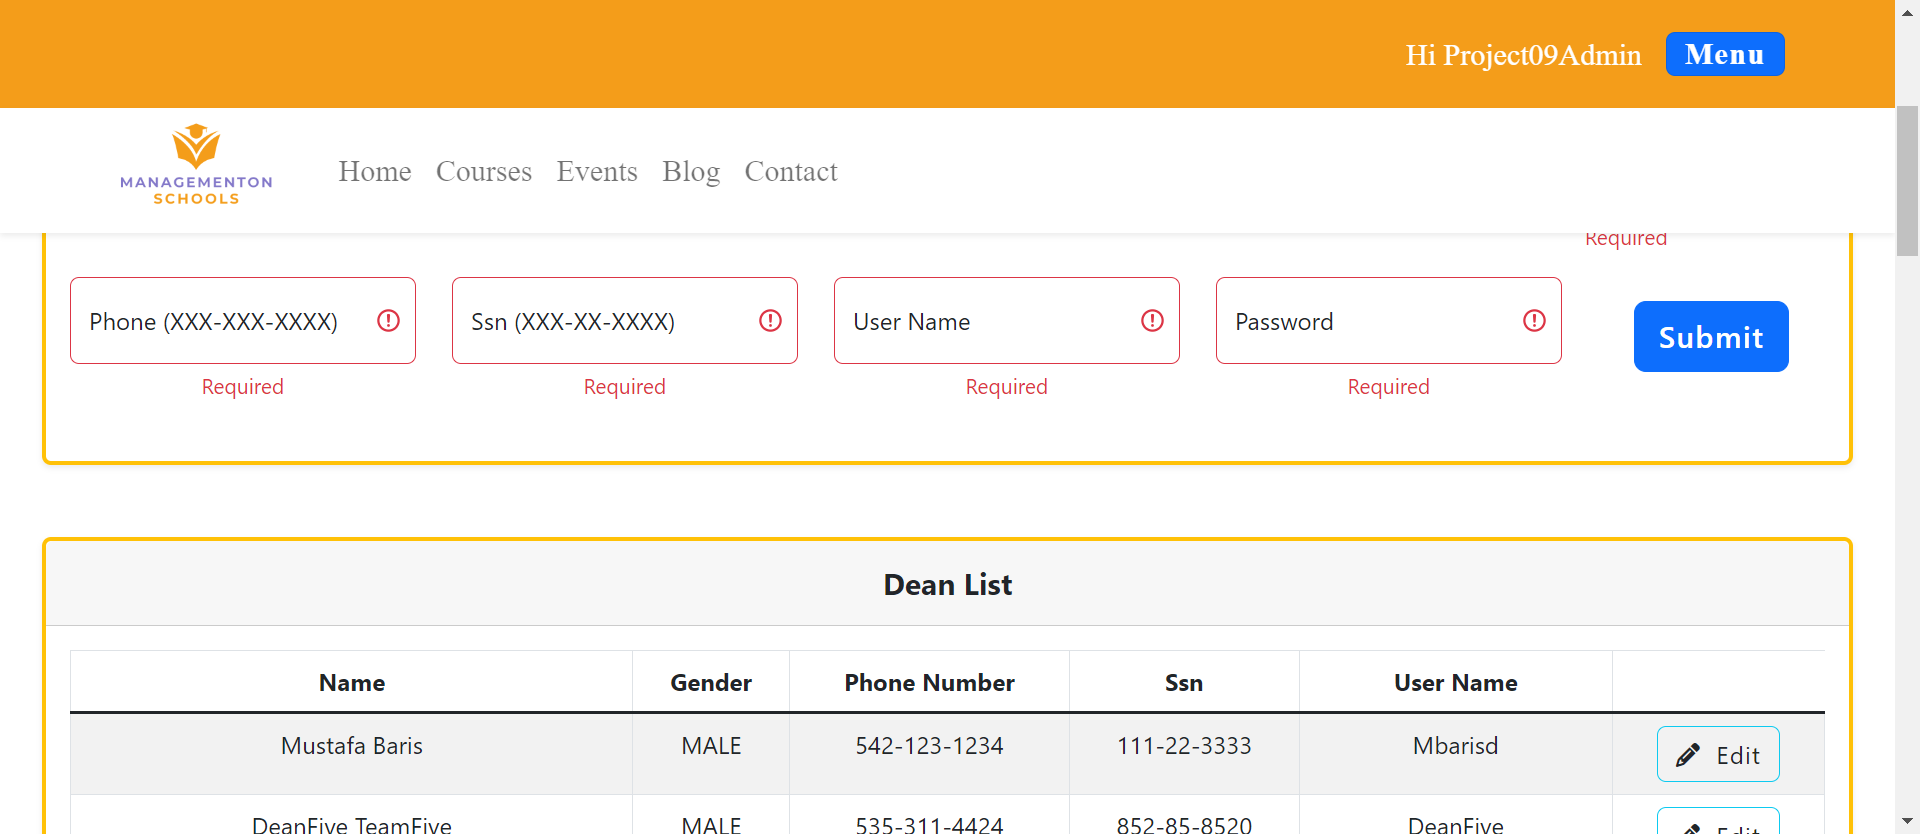 Hi Project09Admin Menu
MANAGEMENTON
SCHOOLS
Home Courses Events Blog Contact
Required
Phone (XXX-XXX-XXXX) Ssn (XXX-XX-XXXX) User Name Password Submit
Required Required Required Required
Dean List
Name Gender Phone Number Ssn User Name
Mustafa Baris MALE 542-123-1234 111-22-3333 Mbarisd Edit
DeanFive TeamFive MALE 535-311-4424 852-85-8520 DeanFive Edit